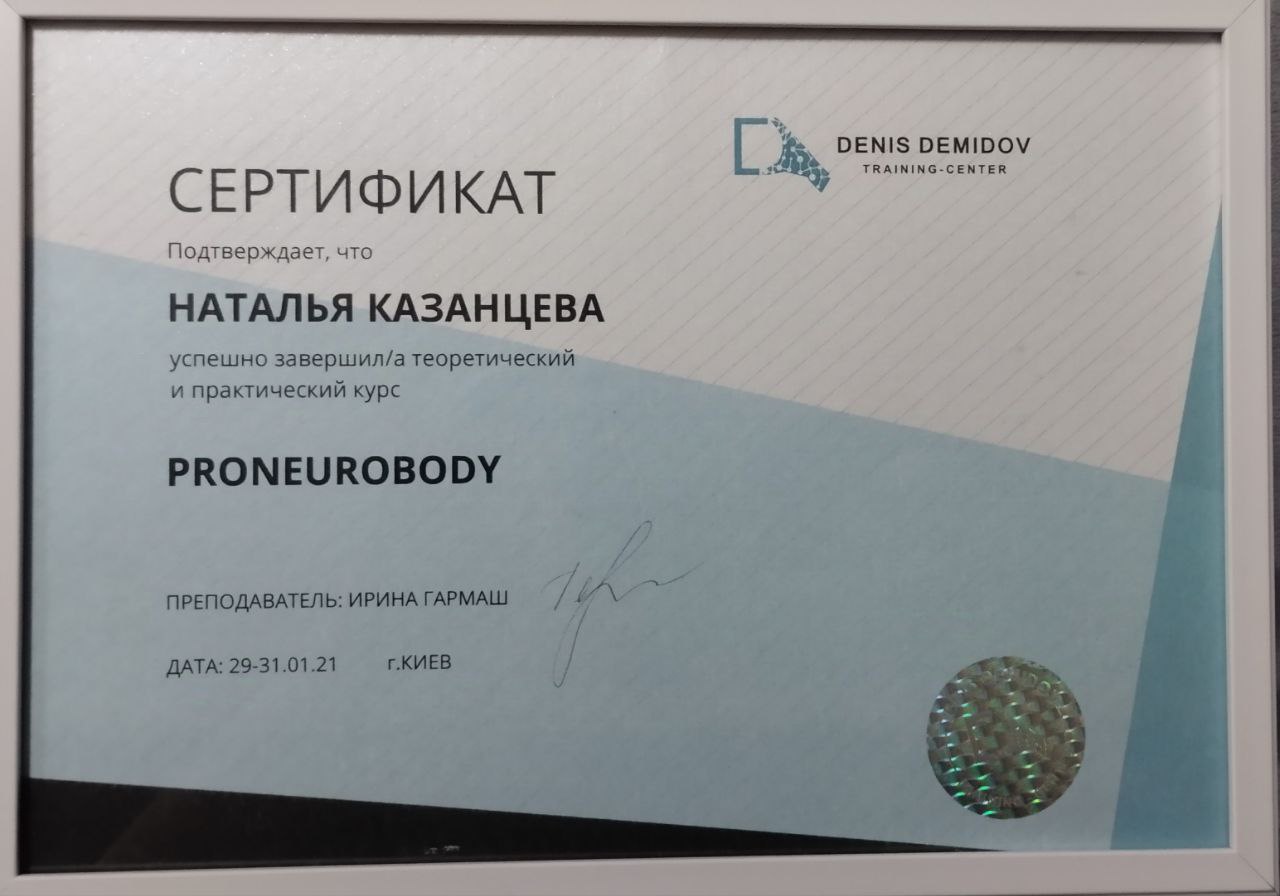 DENIS DEMIDOV
TRAINING-CENTER
СЕРТИФИКАТ
Подтверждает, что
НАТАЛЬЯ КАЗАНЦЕВА
успешно завершил/а теоретический
и практический курс
PRONEUROBODY
ПРЕПОДАВАТЕЛЬ: ИРИНА ГАРМАШ
ДАТА: 29-31.01.21 г.КИЕВ